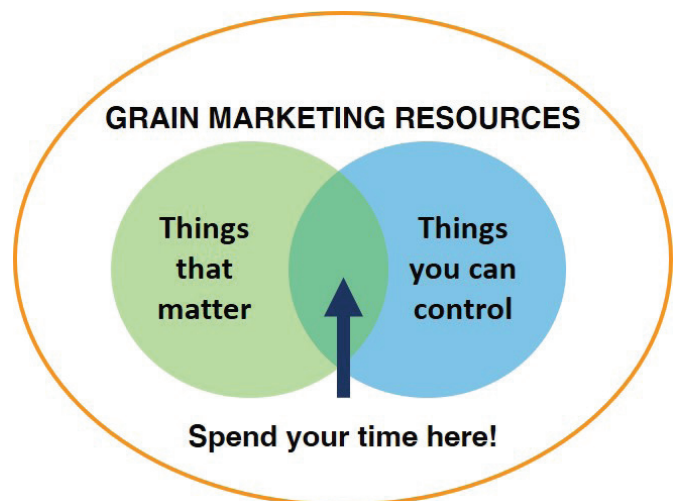 GRAIN MARKETING RESOURCES
Things
that
matter
Things
you can
control
Spend your time here!